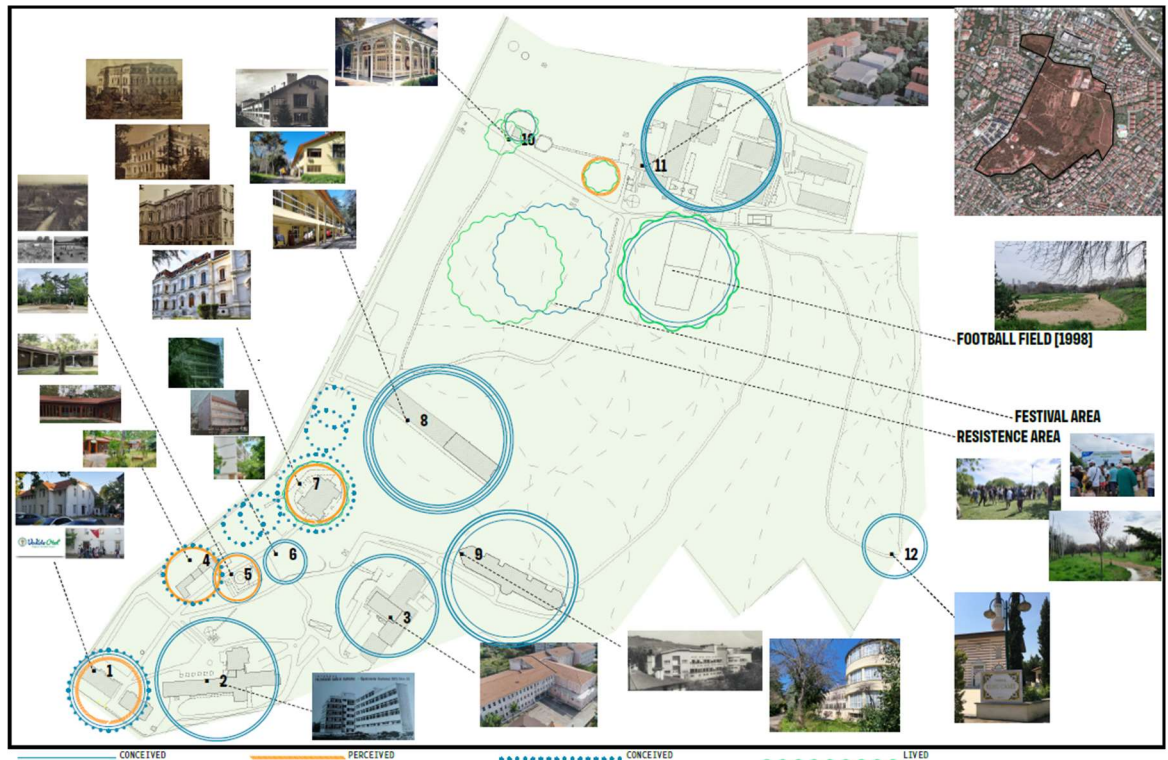 10
11
FOOTBALL FIELD [1998]
FESTIVAL AREA
RESISTENCE AREA
8
7
9
12
6
4
5
3
1
2
CONCEIVED
PERCEIVED
CONCEIVED
LIVED